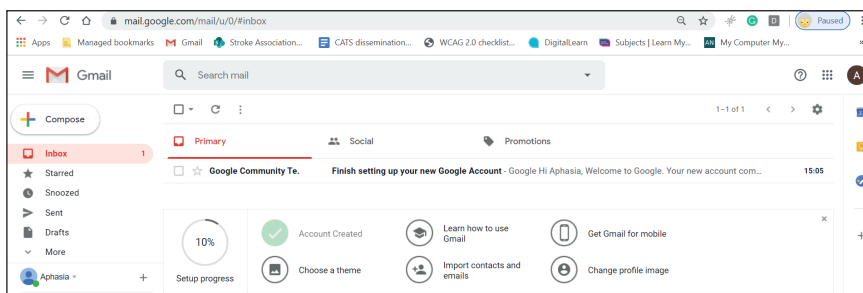 mail.google.com/mail/u/0/#inbox
Paused
Apps Managed bookmarks Gmail Stroke Association... CATS dissemination... WCAG 2.0 checklist... DigitalLearn Subjects | Learn My... AN My Computer My...
Gmail
Search mail
A
Compose
1–1 of 1
Primary Social Promotions
Inbox 1
Google Community Te. Finish setting up your new Google Account - Google Hi Aphasia, Welcome to Google. Your new account com... 15:05
Starred
Snoozed
Sent
Drafts
More
Aphasia
10%
Setup progress
Account Created
Learn how to use
Gmail
Get Gmail for mobile
Choose a theme
Import contacts and
emails
Change profile image